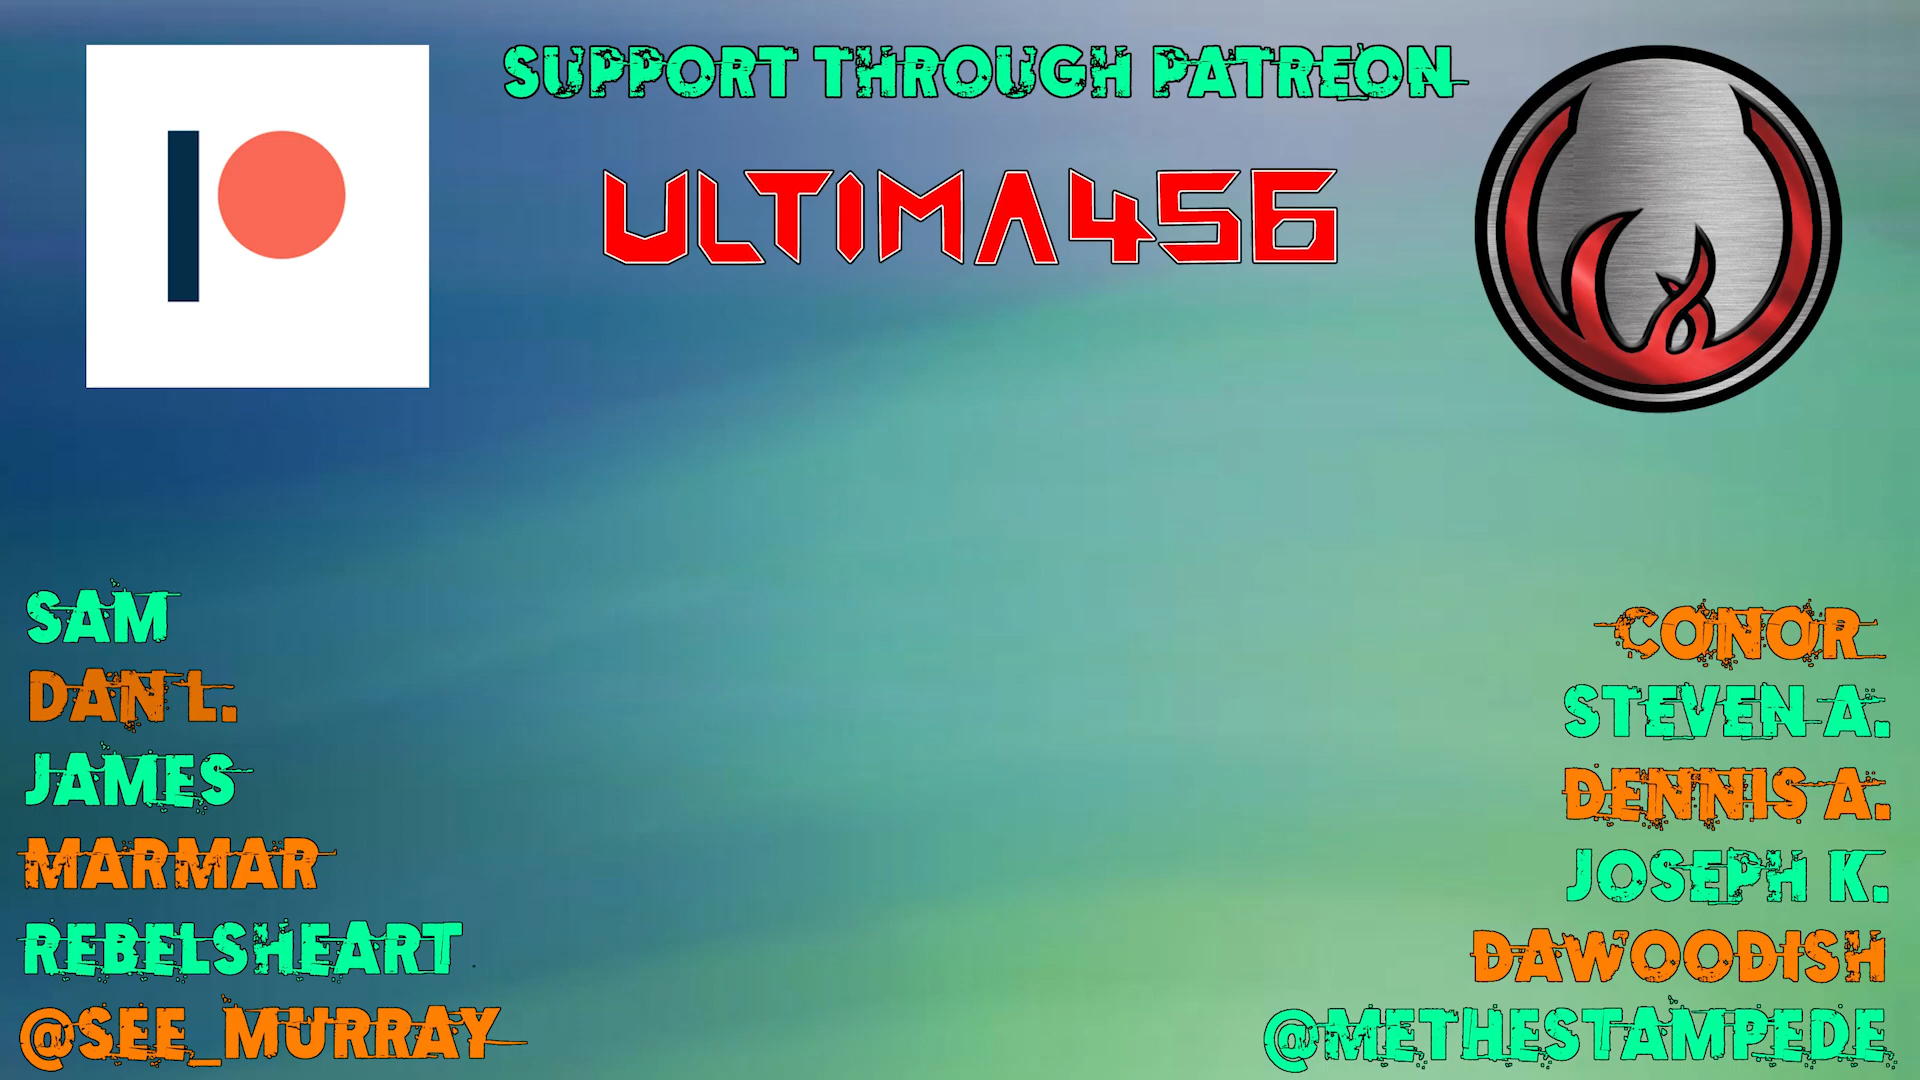 SUPPORT THROUGH PATREON
ULTIMA456
SAM
DAN L.
JAMES
MARMAR
REBELSHEART
@SEE_MURRAY
CONOR
STEVEN A.
DENNIS A.
JOSEPH K.
DAWOODISH
@METHESTAMPEDE